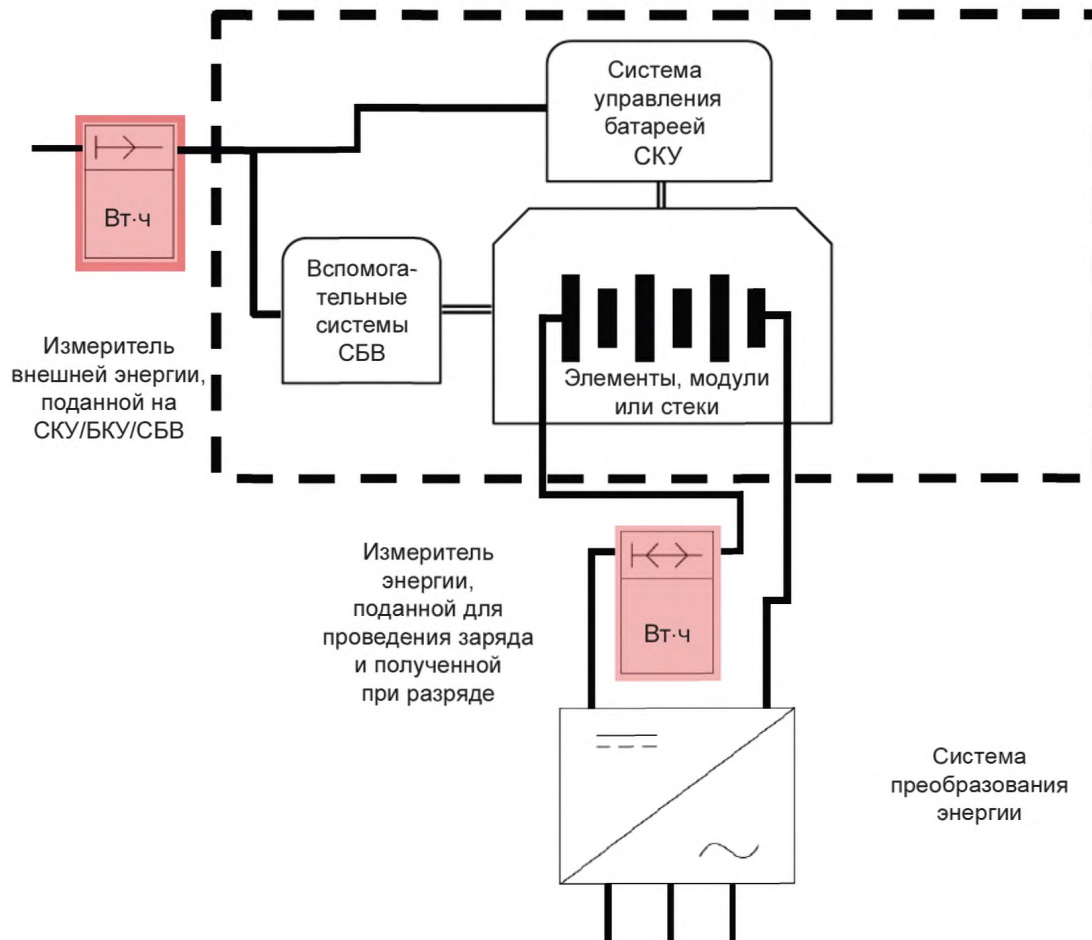 Система
управления
батареей
СКУ
Вт·ч
Вспомога-
тельные
системы
СБВ
Элементы, модули
или стеки
Измеритель
внешней энергии,
поданной на
СКУ/БКУ/СБВ
Измеритель
энергии,
поданной для
проведения заряда
и полученной
при разряде
Вт·ч
Система
преобразования
энергии